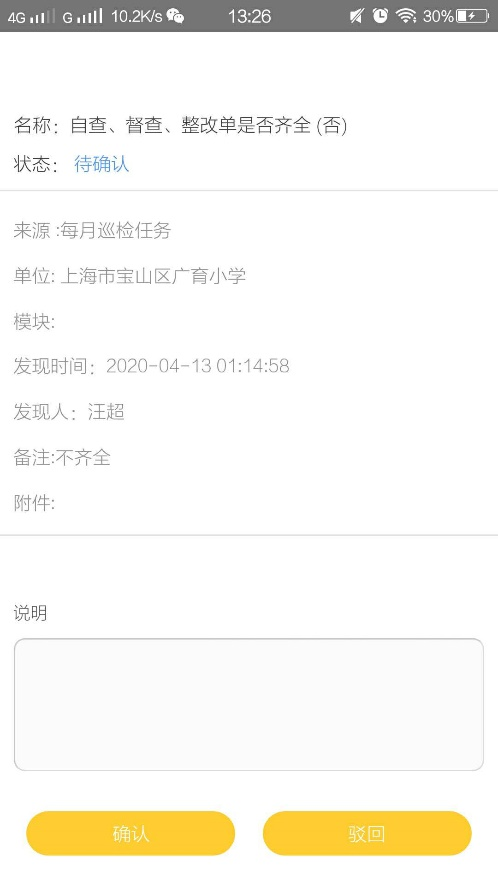 4G G 10.2K/s 13:26 30%
名称：自查、督查、整改单是否齐全 (否)
状态： 待确认
来源 :每月巡检任务
单位: 上海市宝山区广育小学
模块:
发现时间：2020-04-13 01:14:58
发现人：汪超
备注:不齐全
附件:
说明
确认 驳回